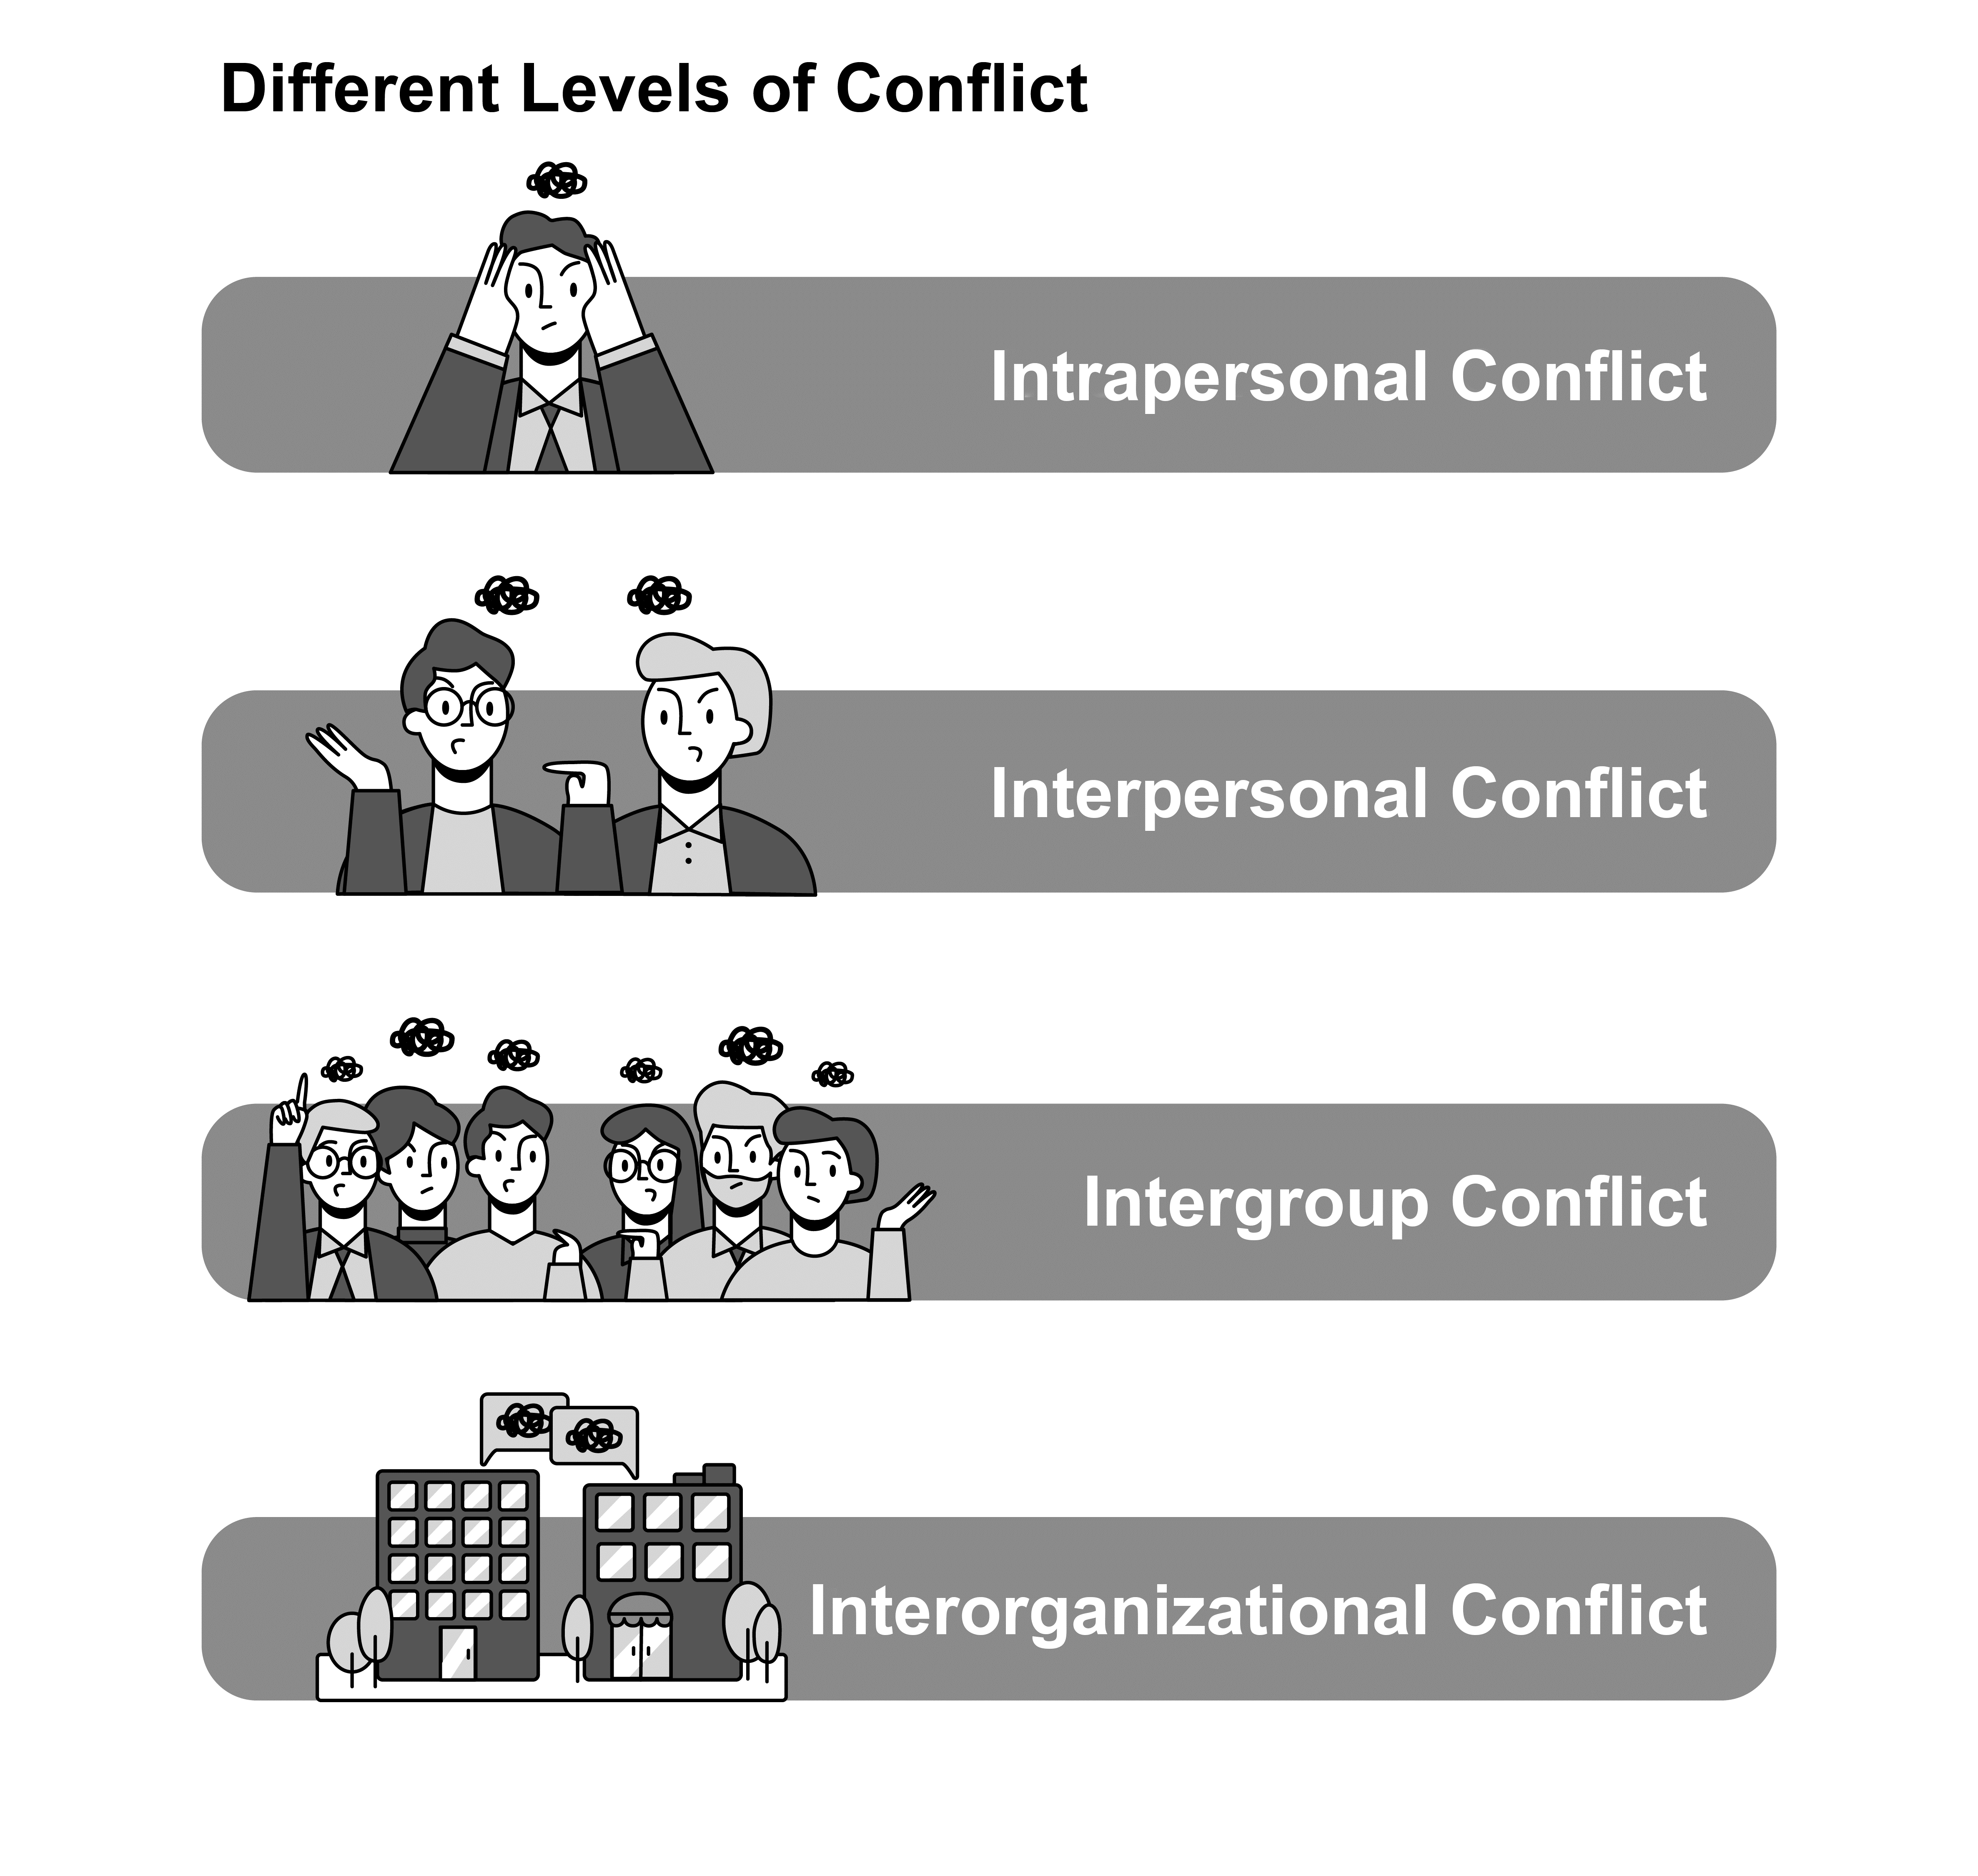 Different Levels of Conflict
Intrapersonal Conflict
Interpersonal Conflict
Intergroup Conflict
Interorganizational Conflict